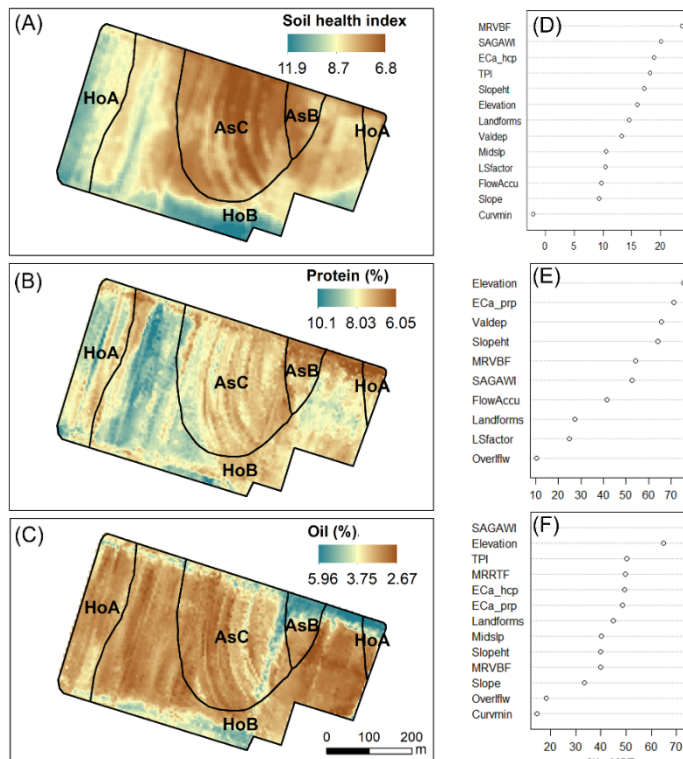 (A)
Soil health index
11.9 8.7 6.8
HoA
AsC
AsB
HoA
HoB
(D)
MRVBF
SAGAWI
ECa_hcp
TPI
Slopeht
Elevation
Landforms
Valdep
Midslp
LSfactor
FlowAccu
Slope
Curvmin
0 5 10 15 20
(B)
Protein (%)
10.1 8.03 6.05
HoA
AsC
AsB
HoA
HoB
(E)
Elevation
ECa_prp
Valdep
Slopeht
MRVBF
SAGAWI
FlowAccu
Landforms
LSfactor
Overlflw
10 20 30 40 50 60 70
(C)
Oil (%)
5.96 3.75 2.67
HoA
AsC
AsB
HoA
HoB
0 100 200
m
(F)
SAGAWI
Elevation
TPI
MRRTF
ECa_hcp
ECa_prp
Landforms
Midslp
Slopeht
MRVBF
Slope
Overlflw
Curvmin
20 30 40 50 60 70